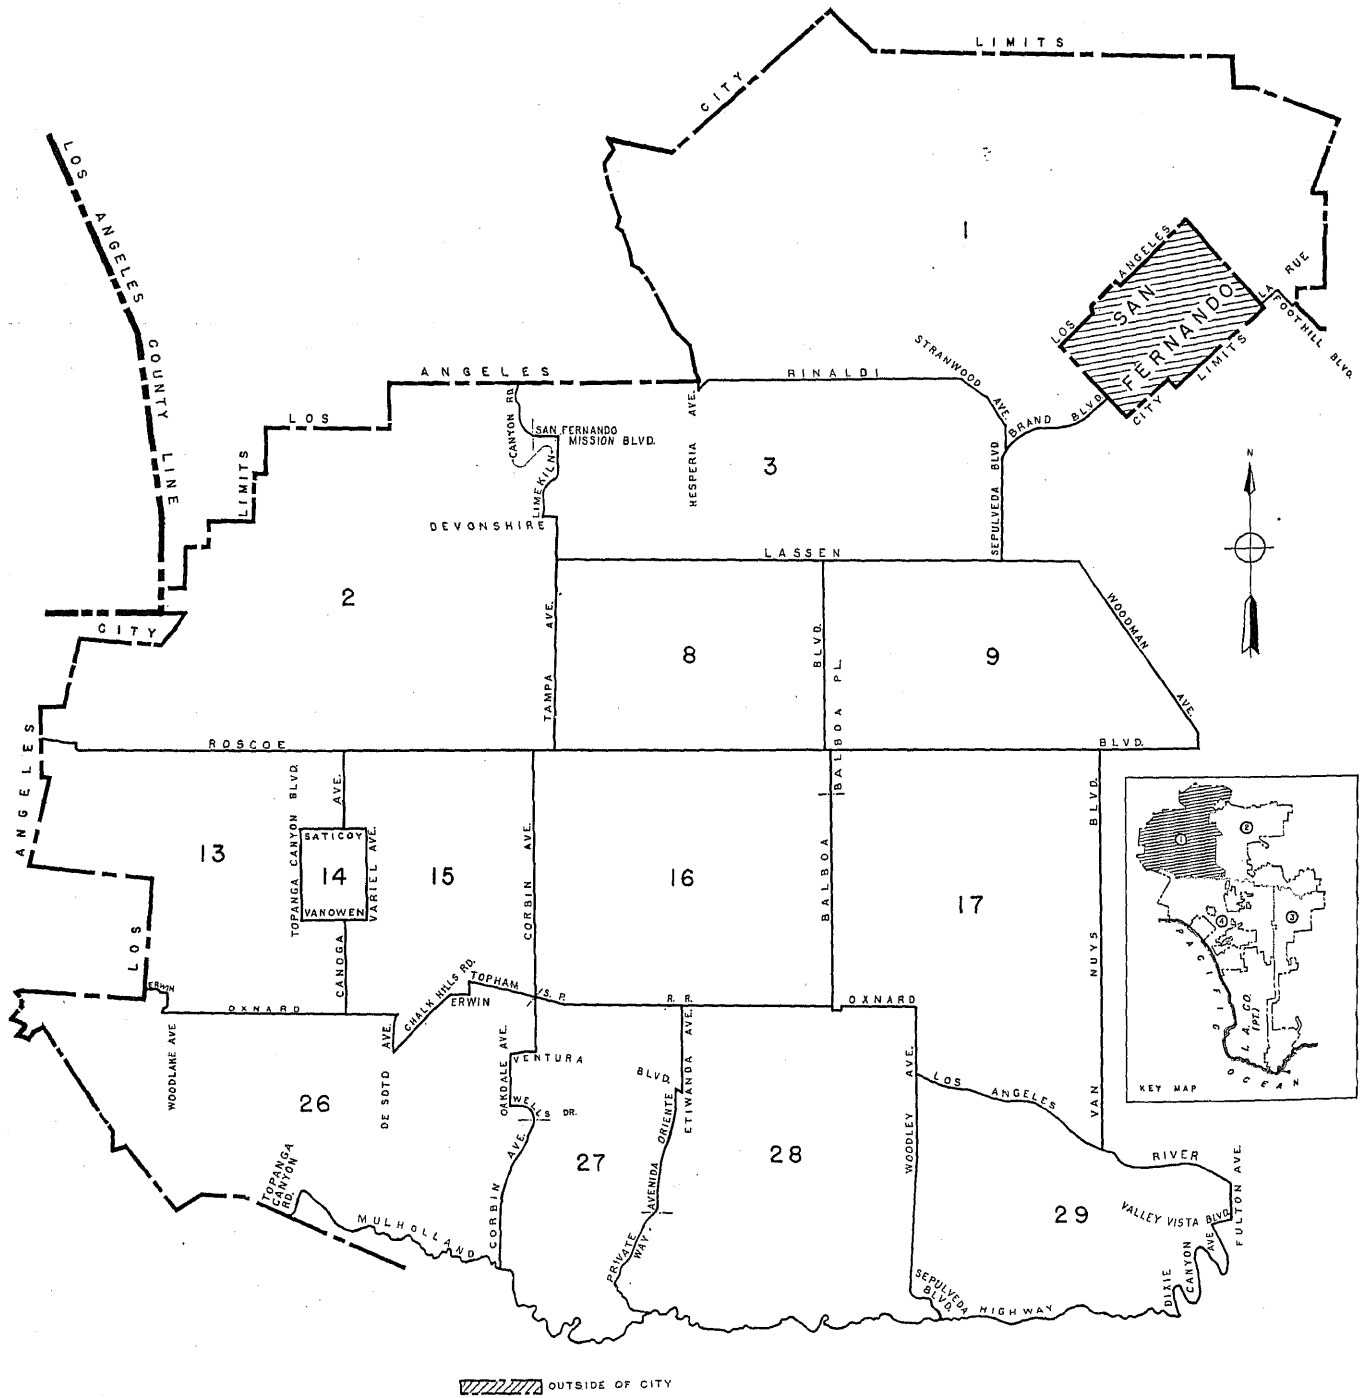 LIMITS
CITY
LOS ANGELES COUNTY LINE
1
LOS ANGELES
SAN FERNANDO
CITY LIMITS
LA RUE
FOOTHILL BLVD.
STRANWOOD AVE.
BRAND BLVD.
RINALDI
ANGELES
LOS
LIMITS
CITY
CANYON RD.
SAN FERNANDO
MISSION BLVD.
LIMEKILN
HESPERIA AVE.
3
SEPULVEDA BLVD
DEVONSHIRE
LASSEN
N
2
TAMPA AVE.
8
BLVD.
BALBOA PL.
9
WOODMAN AVE.
ANGELES
LOS
ROSCOE
BLVD.
13
TOPANGA CANYON BLVD.
CANOGA AVE.
SATICOY
14
VANOWEN
VARIEL AVE.
15
CORBIN AVE.
16
BALBOA
17
VAN NUYS BLVD.
1
2
3
4
PACIFIC
OCEAN
L. A. CO.
(PT.)
KEY MAP
ERWIN
OXNARD
CHALK HILLS RD.
TOPHAM
ERWIN
S. P.
R. R.
OXNARD
WOODLAKE AVE
DE SOTO AVE.
OAKDALE AVE.
VENTURA
BLVD.
WELLS DR.
ETIWANDA AVE.
WOODLEY AVE.
LOS ANGELES
RIVER
26
27
28
29
CORBIN AVE.
AVENIDA ORIENTE
PRIVATE WAY
TOPANGA
CANYON
RD.
MULHOLLAND
SEPULVEDA
BLVD.
HIGHWAY
VALLEY VISTA BLVD.
FULTON AVE.
DIXIE CANYON AVE.
OUTSIDE OF CITY